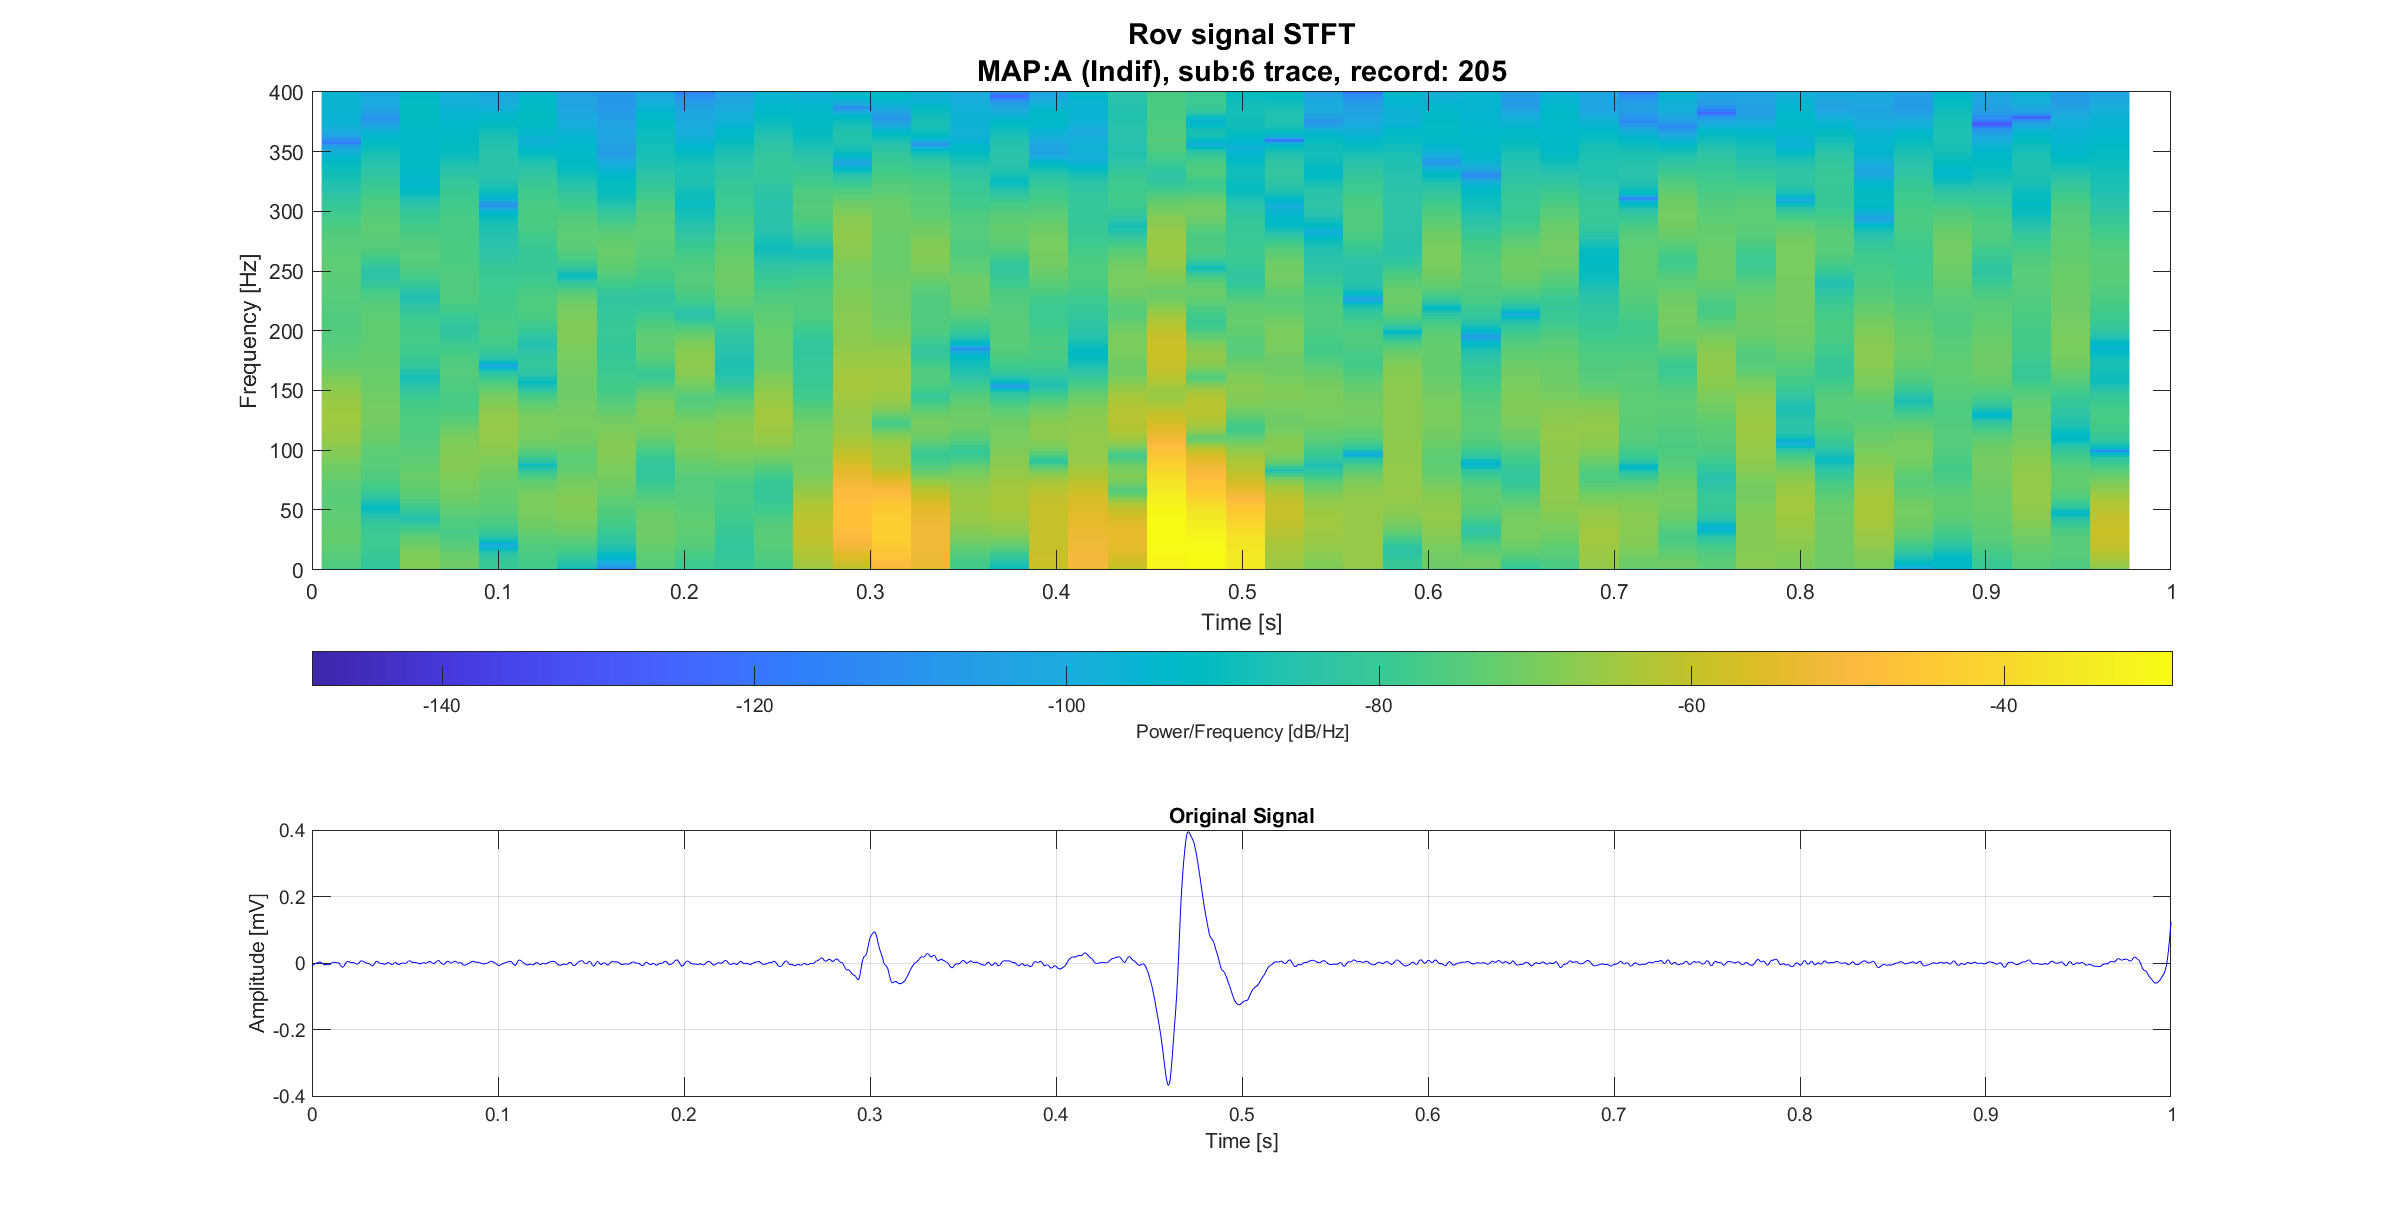 Rov signal STFT
MAP:A (Indif), sub:6 trace, record: 205
400
350
300
250
200
150
100
50
0
Frequency [Hz]
0 0.1 0.2 0.3 0.4 0.5 0.6 0.7 0.8 0.9 1
Time [s]
-140 -120 -100 -80 -60 -40
Power/Frequency [dB/Hz]
Original Signal
0.4
0.2
0
-0.2
-0.4
Amplitude [mV]
0 0.1 0.2 0.3 0.4 0.5 0.6 0.7 0.8 0.9 1
Time [s]